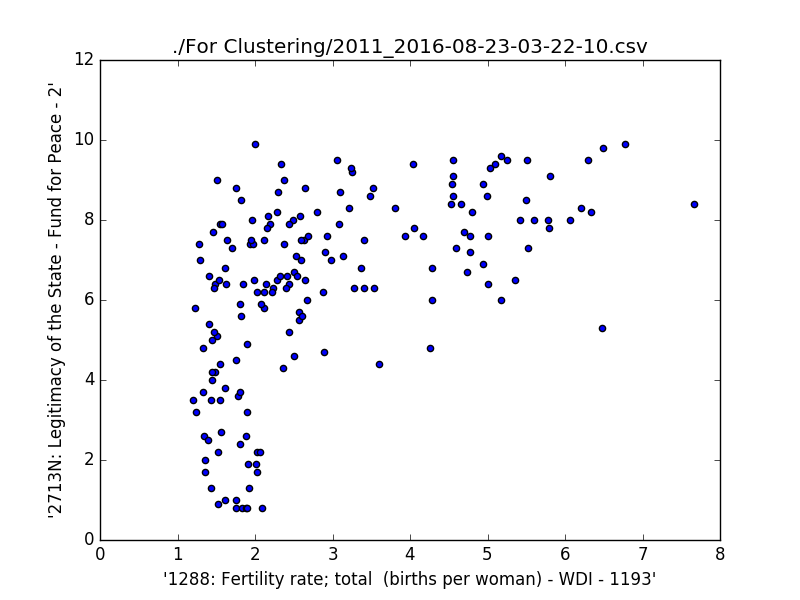 ./For Clustering/2011_2016-08-23-03-22-10.csv
'2713N: Legitimacy of the State - Fund for Peace - 2'
12
10
8
6
4
2
0
0 1 2 3 4 5 6 7 8
'1288: Fertility rate; total  (births per woman) - WDI - 1193'